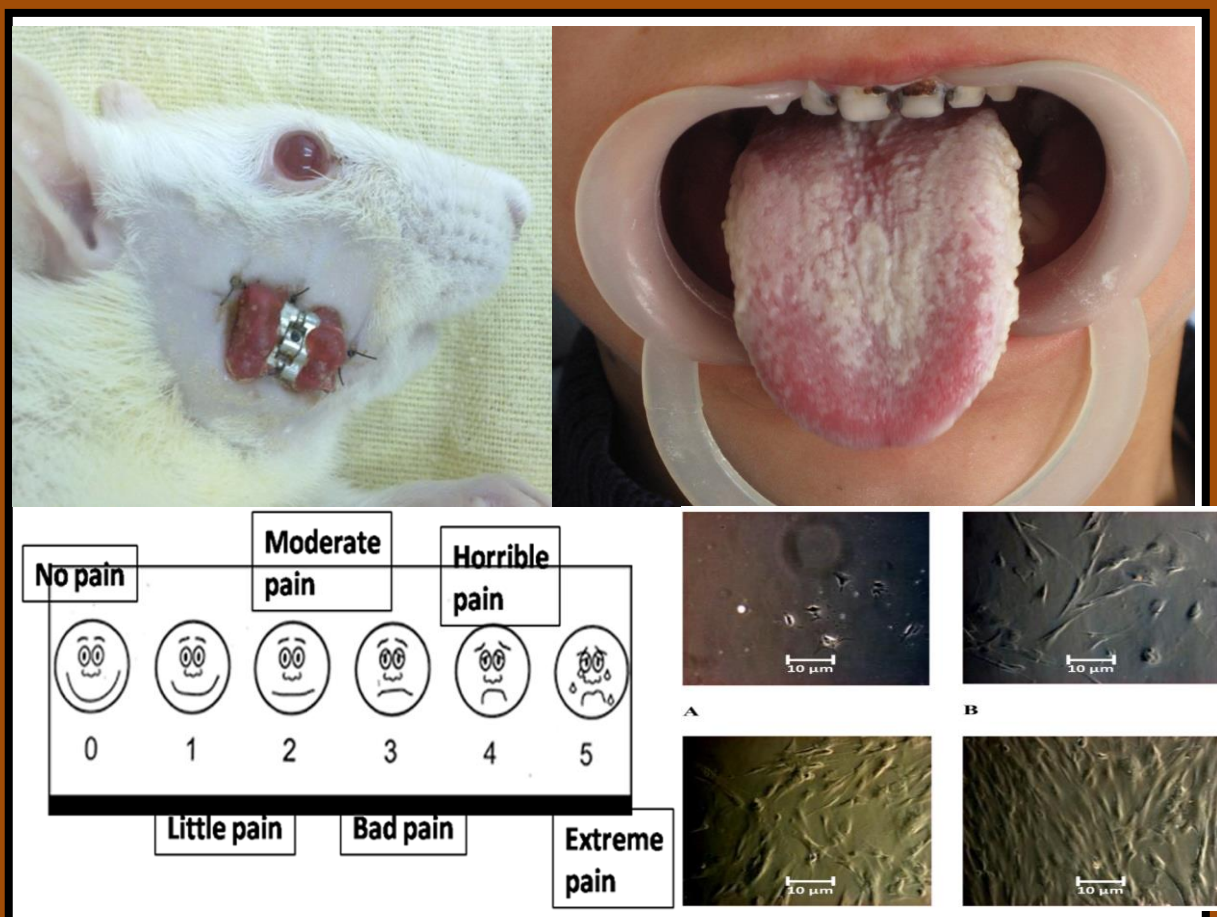 No pain
Moderate
pain
Horrible
pain
0 1 2 3 4 5
Little pain
Bad pain
Extreme
pain
10 µm
10 µm
A
B
10 µm
10 µm